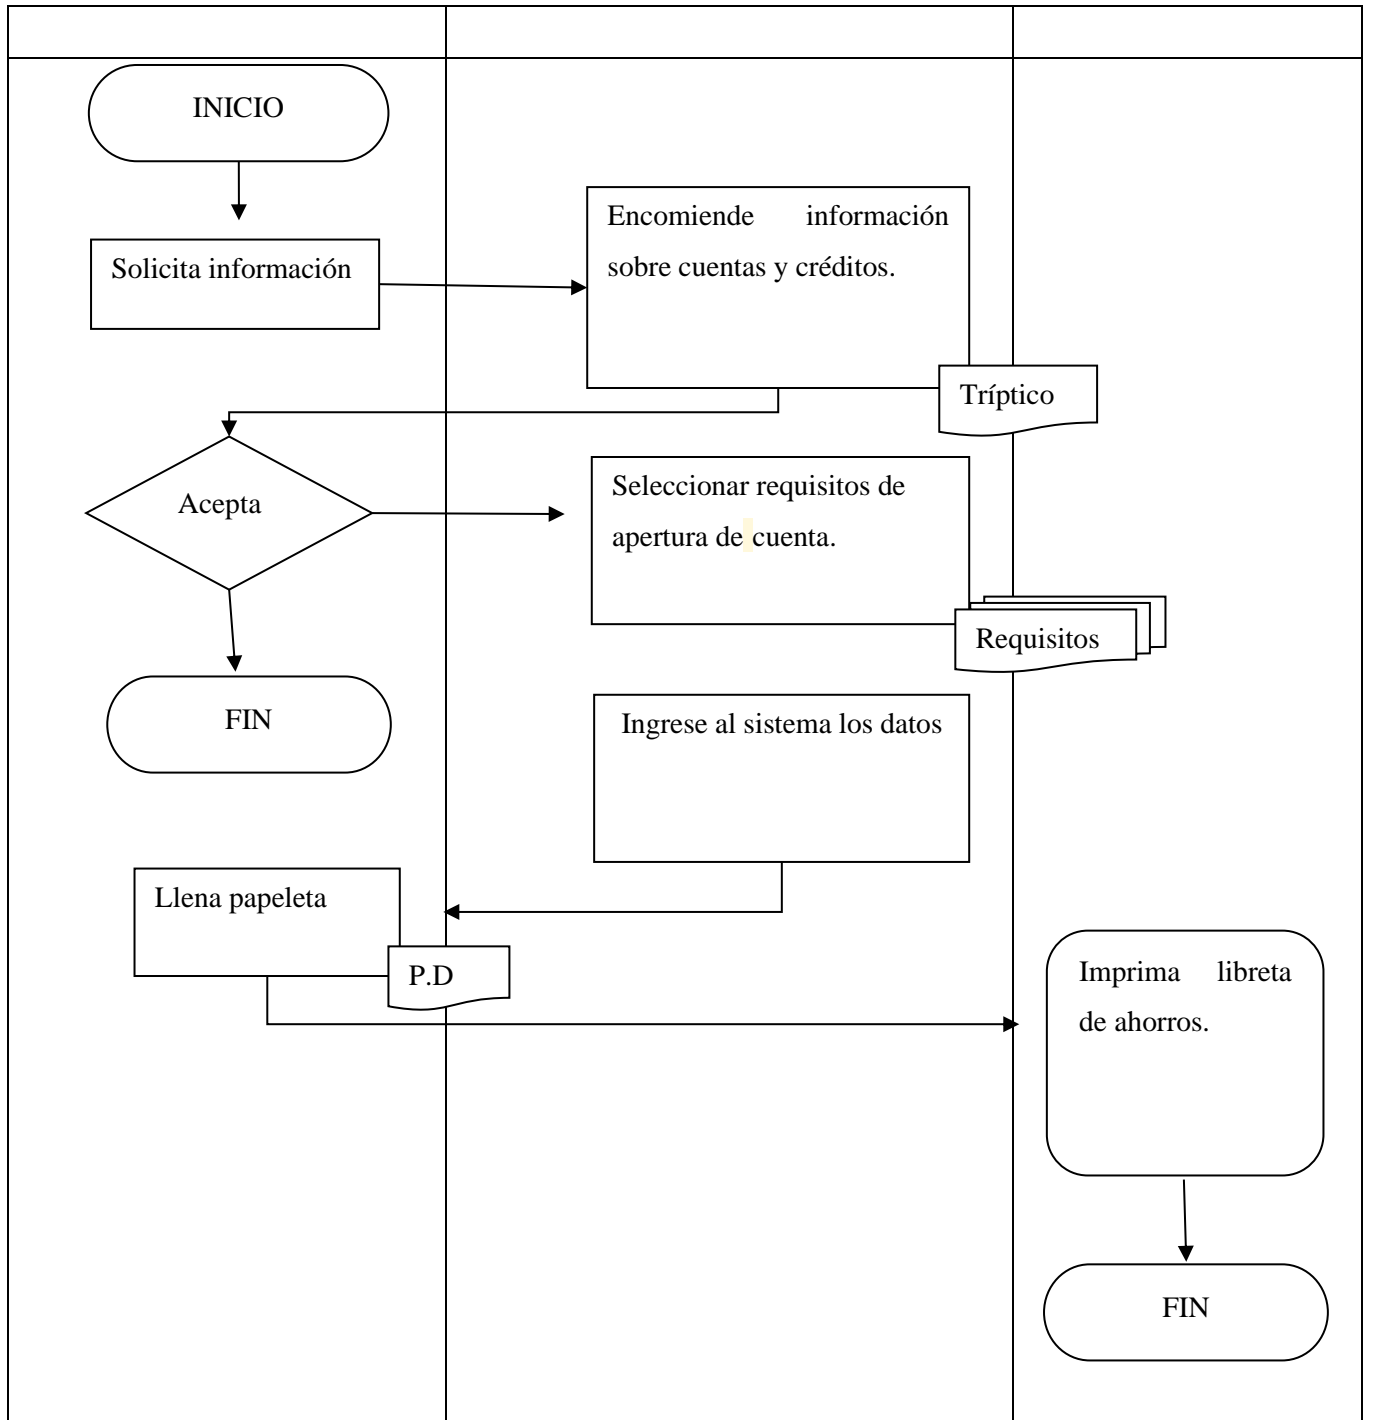 INICIO
Solicita información
Encomiende información
sobre cuentas y créditos.
Tríptico
Acepta
Seleccionar requisitos de
apertura de cuenta.
Requisitos
FIN
Ingrese al sistema los datos
Llena papeleta
P.D
Imprima libreta
de ahorros.
FIN